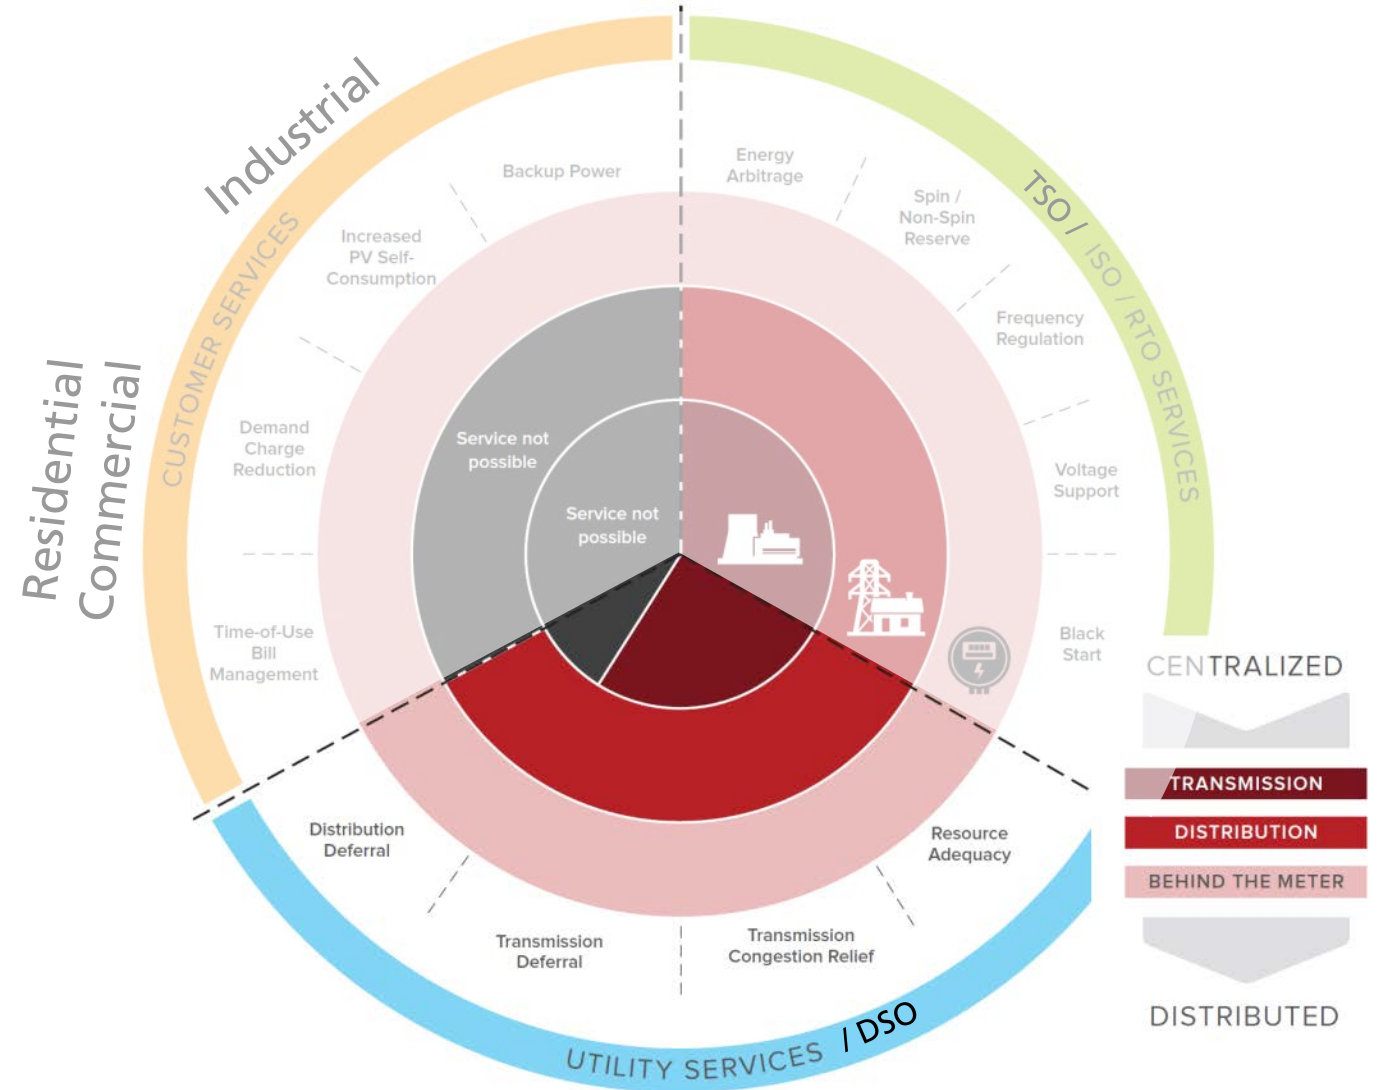 Industrial
Residential
Commercial
CUSTOMER SERVICES
Backup Power
Increased
PV Self-
Consumption
Demand
Charge
Reduction
Time-of-Use
Bill
Management
Energy
Arbitrage
Spin /
Non-Spin
Reserve
Frequency
Regulation
Voltage
Support
Black
Start
TSO / ISO / RTO SERVICES
Service not
possible
Service not
possible
Distribution
Deferral
Transmission
Deferral
Transmission
Congestion Relief
Resource
Adequacy
UTILITY SERVICES / DSO
CENTRALIZED
TRANSMISSION
DISTRIBUTION
BEHIND THE METER
DISTRIBUTED